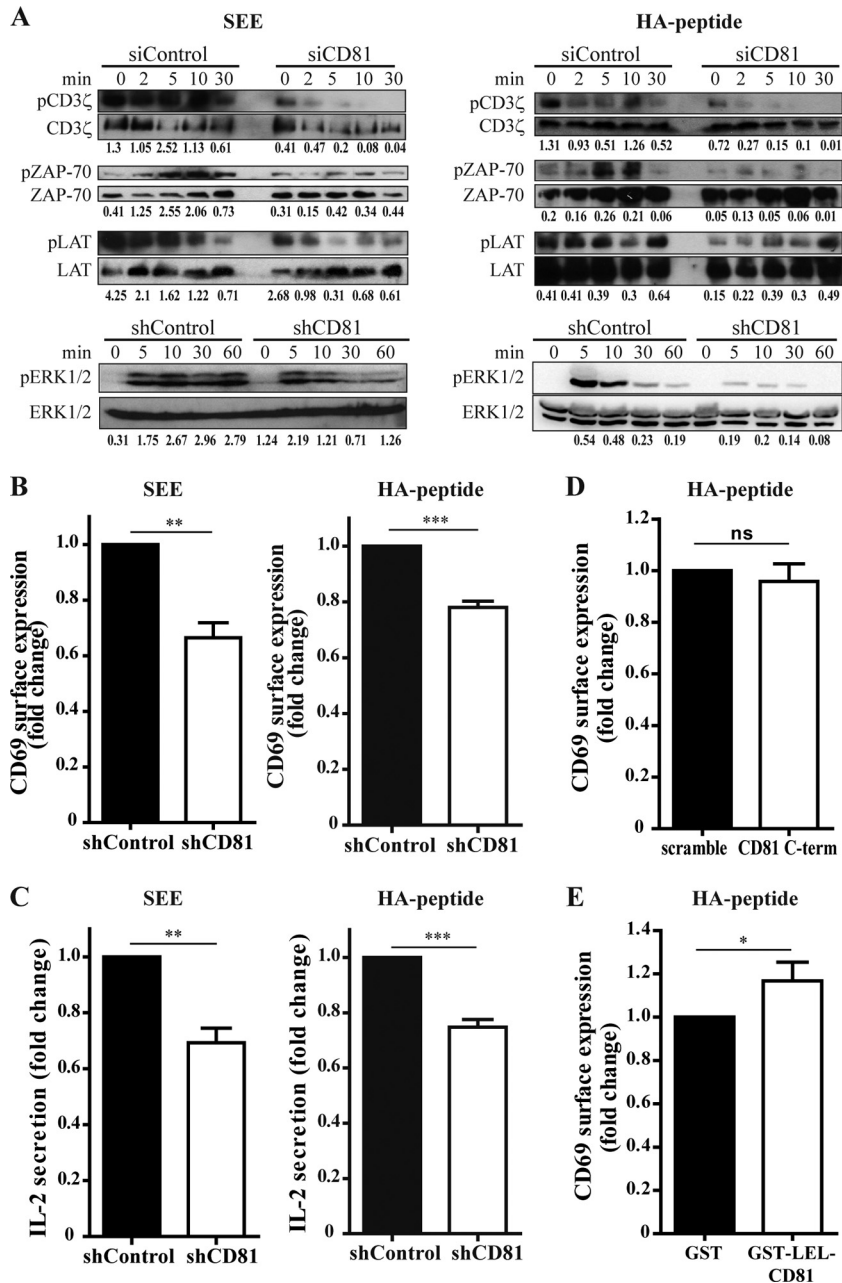 A
SEE
siControl siCD81
min 0 2 5 10 30 0 2 5 10 30
pCD3ζ
CD3ζ
1.3 1.05 2.52 1.13 0.61 0.41 0.47 0.2 0.08 0.04
pZAP-70
ZAP-70
0.41 1.25 2.55 2.06 0.73 0.31 0.15 0.42 0.34 0.44
pLAT
LAT
4.25 2.1 1.62 1.22 0.71 2.68 0.98 0.31 0.68 0.61
shControl shCD81
min 0 5 10 30 60 0 5 10 30 60
pERK1/2
ERK1/2
0.31 1.75 2.67 2.96 2.79 1.24 2.19 1.21 0.71 1.26
HA-peptide
siControl siCD81
min 0 2 5 10 30 0 2 5 10 30
pCD3ζ
CD3ζ
1.31 0.93 0.51 1.26 0.52 0.72 0.27 0.15 0.1 0.01
pZAP-70
ZAP-70
0.2 0.16 0.26 0.21 0.06 0.05 0.13 0.05 0.06 0.01
pLAT
LAT
0.41 0.41 0.39 0.3 0.64 0.15 0.22 0.39 0.3 0.49
shControl shCD81
min 0 5 10 30 60 0 5 10 30 60
pERK1/2
ERK1/2
0.54 0.48 0.23 0.19 0.19 0.2 0.14 0.08
B
SEE
CD69 surface expression
(fold change)
1.0
0.8
0.6
0.4
0.2
0
**
shControl shCD81
HA-peptide
CD69 surface expression
(fold change)
1.0
0.8
0.6
0.4
0.2
0
***
shControl shCD81
D
HA-peptide
CD69 surface expression
(fold change)
1.2
1.0
0.8
0.6
0.4
0.2
0
ns
scramble CD81 C-term
C
SEE
IL-2 secretion (fold change)
1.0
0.8
0.6
0.4
0.2
0
**
shControl shCD81
HA-peptide
IL-2 secretion (fold change)
1.0
0.8
0.6
0.4
0.2
0
***
shControl shCD81
E
HA-peptide
CD69 surface expression
(fold change)
1.4
1.2
1.0
0.8
0.6
0.4
0.2
0
*
GST GST-LEL-
CD81